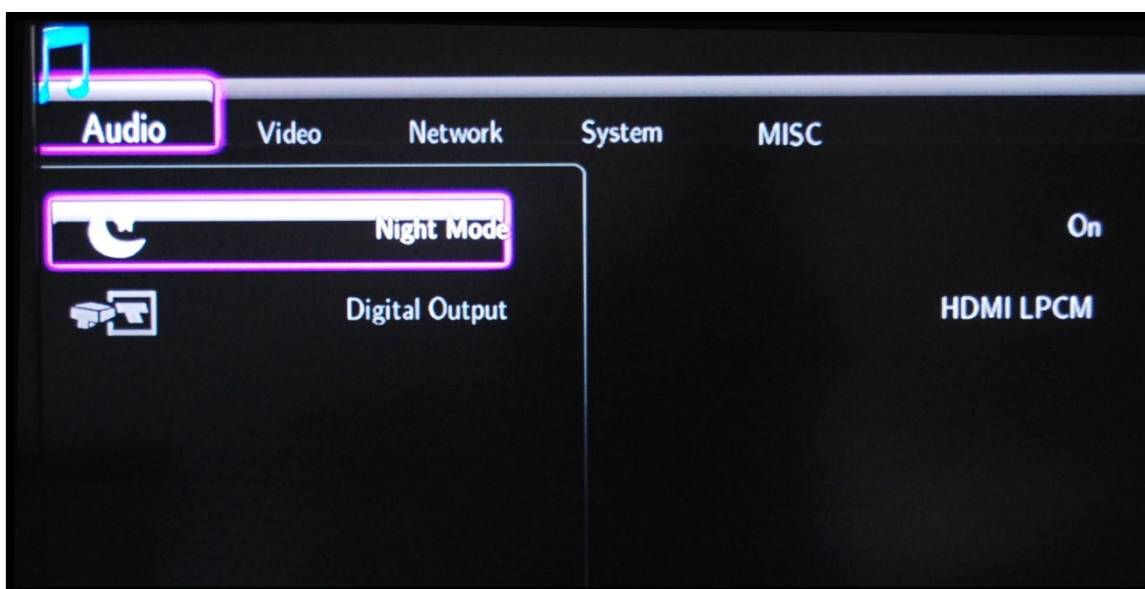 Audio Video Network System MISC
Night Mode On
Digital Output HDMI LPCM